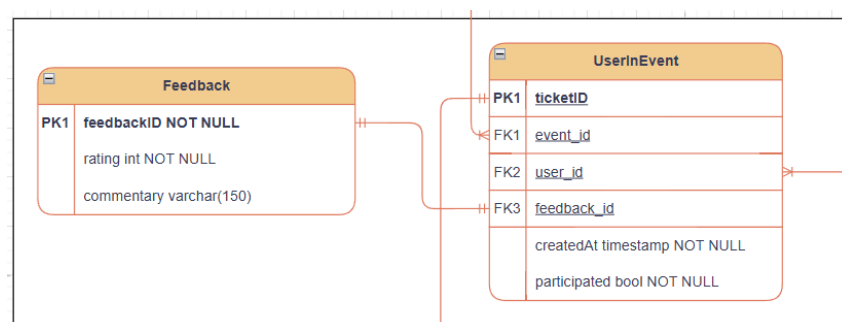 Feedback
PK1 feedbackID NOT NULL
rating int NOT NULL
commentary varchar(150)
UserInEvent
PK1 ticketID
FK1 event_id
FK2 user_id
FK3 feedback_id
createdAt timestamp NOT NULL
participated bool NOT NULL